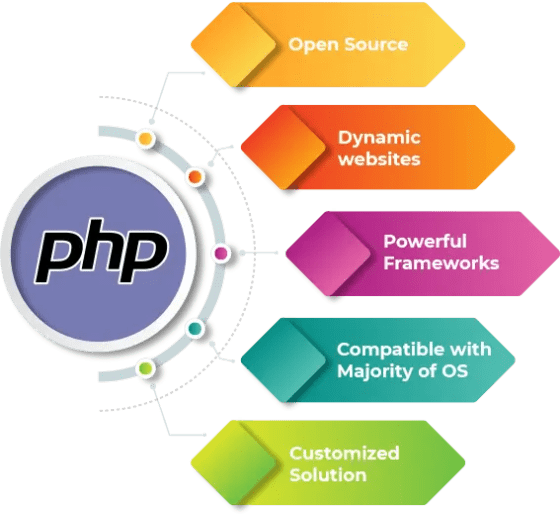 php
Open Source
Dynamic
websites
Powerful
Frameworks
Compatible with
Majority of OS
Customized
Solution